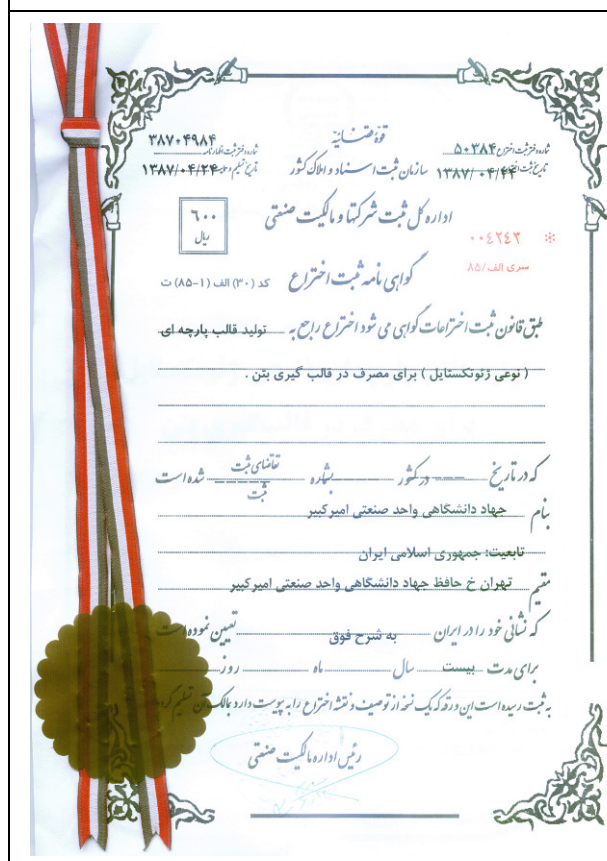 قوه قضائیه
شماره دفتر ثبت اختراع ۵۰۳۸۴
تاریخ ثبت اختراع ۱۳۸۷/۰۴/۲۴
سازمان ثبت اسناد و املاک کشور
شماره دفتر ثبت اظهارنامه ۳۸۷۰۴۹۸۴
تاریخ تسلیم ۱۳۸۷/۰۴/۲۴
اداره کل ثبت شرکتها و مالکیت صنعتی
۶۰۰
ریال
۰۰٤٢٤٢
سری الف/۸۵
گواهی نامه ثبت اختراع کد (۳۰) الف (۱-۸۵) ت
طبق قانون ثبت اختراعات گواهی می شود اختراع راجع به تولید قالب پارچه ای
( نوعی ژئوتکستایل ) برای مصرف در قالب گیری بتن .
که در تاریخ --- در کشور بشماره تقاضای ثبت شده است
ثبت
بنام جهاد دانشگاهی واحد صنعتی امیرکبیر
تابعیت: جمهوری اسلامی ایران
مقیم تهران خ حافظ جهاد دانشگاهی واحد صنعتی امیرکبیر
که نشانی خود را در ایران به شرح فوق تعیین نموده است
برای مدت بیست سال ماه روز
به ثبت رسیده است این ورقه که یک نسخه از توصیف و نقشه اختراع را به پیوست دارد بمالک آن تسلیم گردید
رئیس اداره مالکیت صنعتی